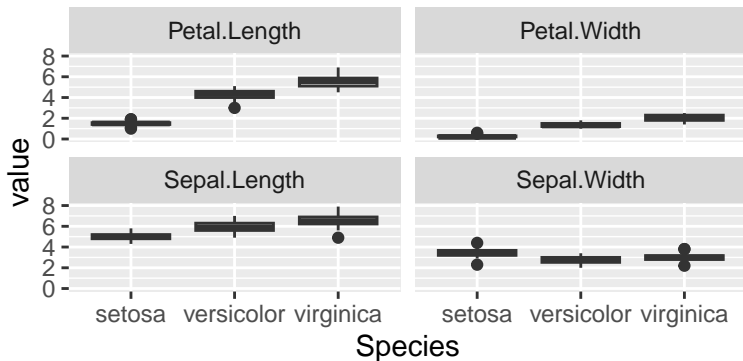 Petal.Length
Petal.Width
8
6
4
2
0
value
Sepal.Length
Sepal.Width
8
6
4
2
0
setosa versicolor virginica
setosa versicolor virginica
Species